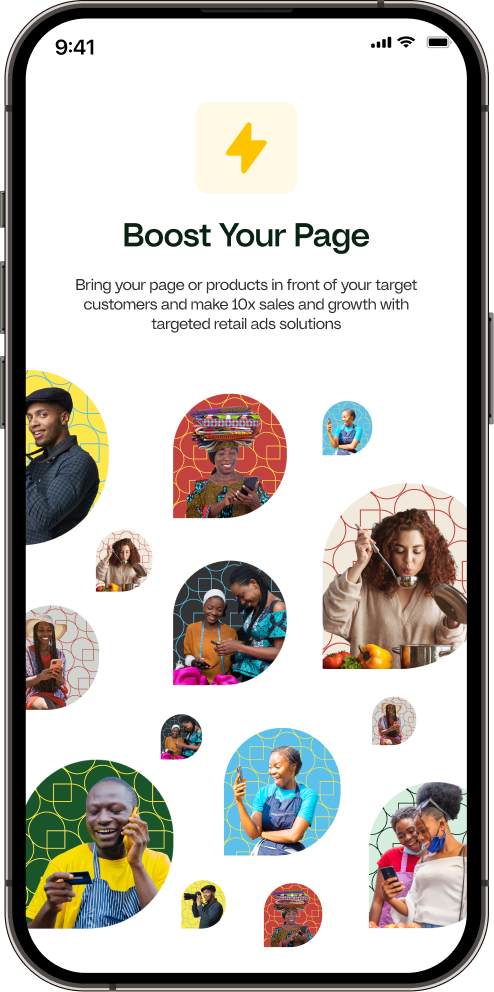 9:41
Boost Your Page
Bring your page or products in front of your target
customers and make 10x sales and growth with
targeted retail ads solutions